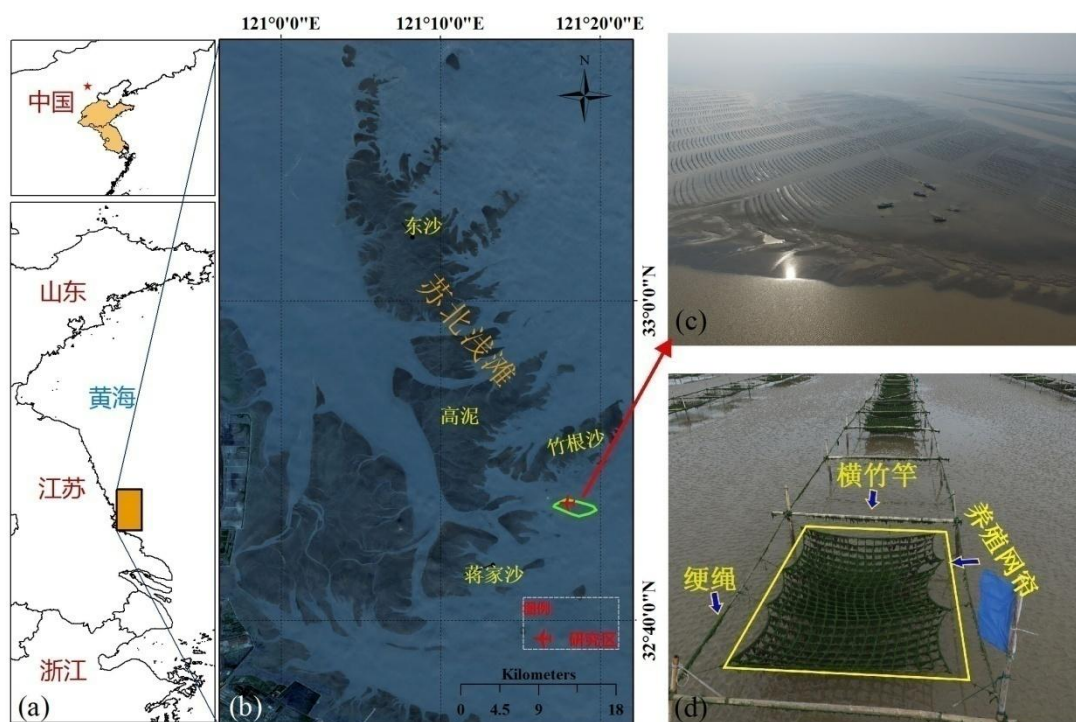 中国
山东
黄海
江苏
浙江
(a)
121°0'0"E
121°10'0"E
121°20'0"E
N
东沙
苏北浅滩
33°0'0"N
高泥
竹根沙
蒋家沙
图例
研究区
32°40'0"N
Kilometers
0 4.5 9 18
(b)
(c)
横竹竿
养殖网帘
绠绳
(d)